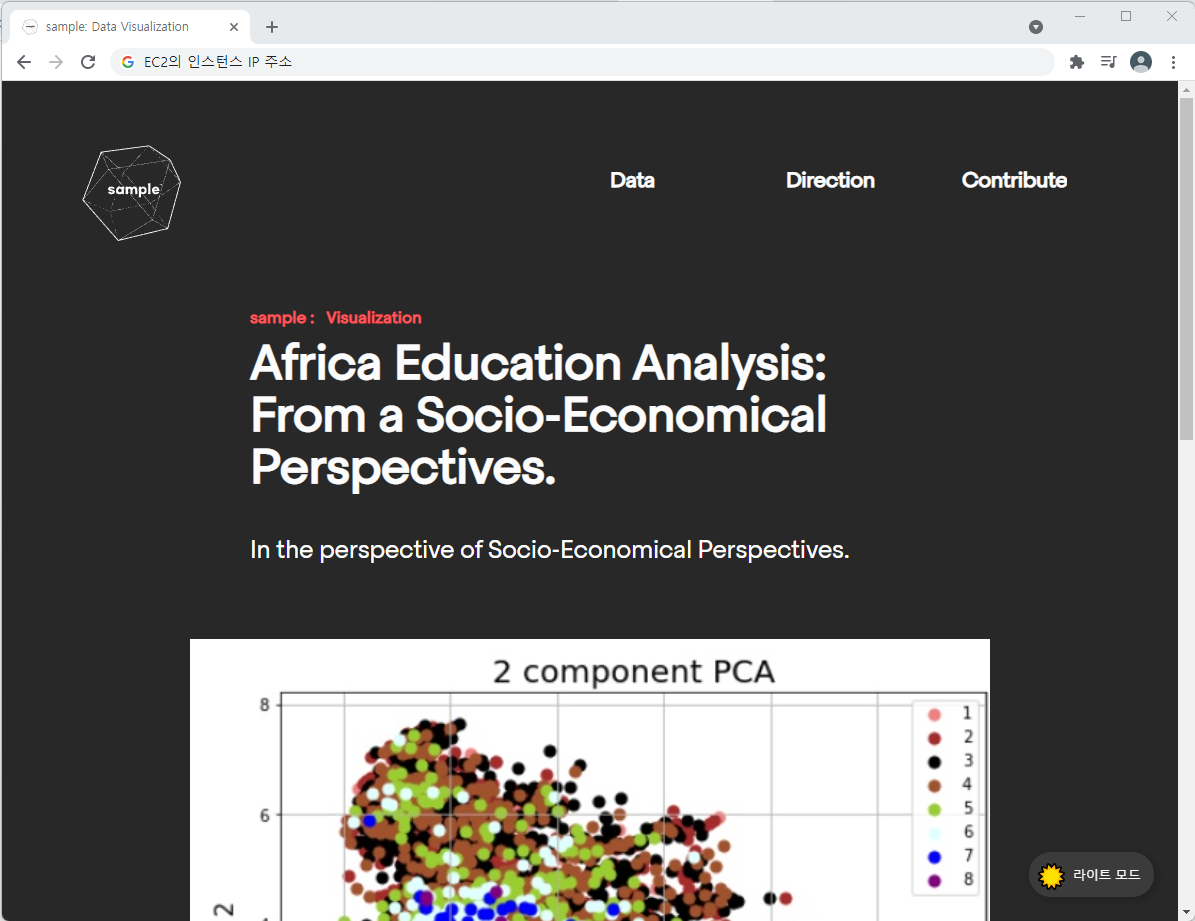 sample: Data Visualization
EC2의 인스턴스 IP 주소
sample
Data
Direction
Contribute
sample : Visualization
Africa Education Analysis:
From a Socio-Economical
Perspectives.
In the perspective of Socio-Economical Perspectives.
2 component PCA
8
1
2
3
4
5
6
7
8
6
4
2
라이트 모드